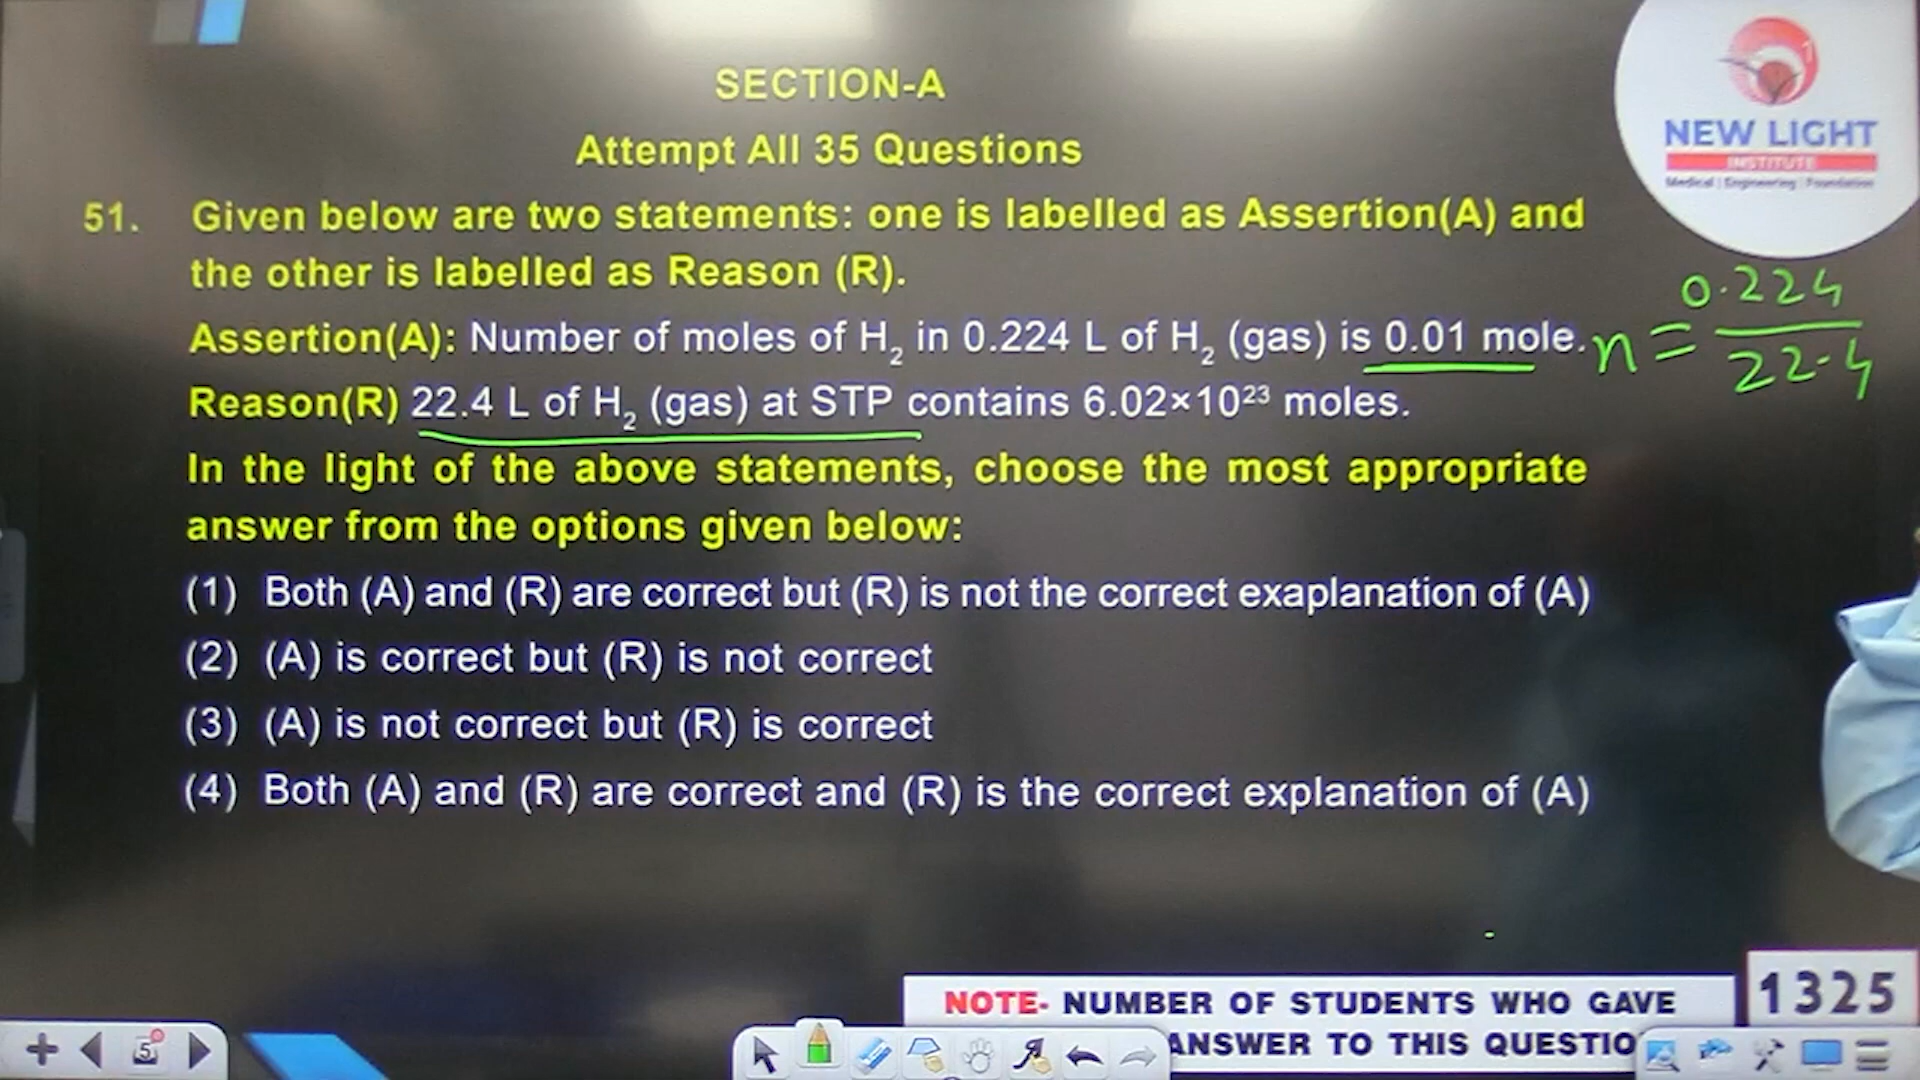 SECTION-A
Attempt All 35 Questions
NEW LIGHT
INSTITUTE
Medical | Engineering | Foundation
51. Given below are two statements: one is labelled as Assertion(A) and
the other is labelled as Reason (R).
Assertion(A): Number of moles of H₂ in 0.224 L of H₂ (gas) is 0.01 mole.
n = 0.224 / 22.4
Reason(R) 22.4 L of H₂ (gas) at STP contains 6.02×10²³ moles.
In the light of the above statements, choose the most appropriate
answer from the options given below:
(1) Both (A) and (R) are correct but (R) is not the correct exaplanation of (A)
(2) (A) is correct but (R) is not correct
(3) (A) is not correct but (R) is correct
(4) Both (A) and (R) are correct and (R) is the correct explanation of (A)
NOTE- NUMBER OF STUDENTS WHO GAVE
ANSWER TO THIS QUESTIO
1325
5